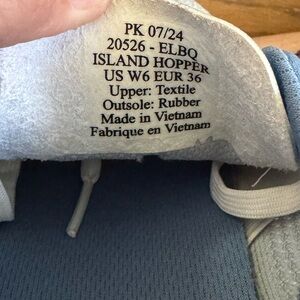 PK 07/24
20526 - ELBQ
ISLAND HOPPER
US W6 EUR 36
Upper: Textile
Outsole: Rubber
Made in Vietnam
Fabrique en Vietnam